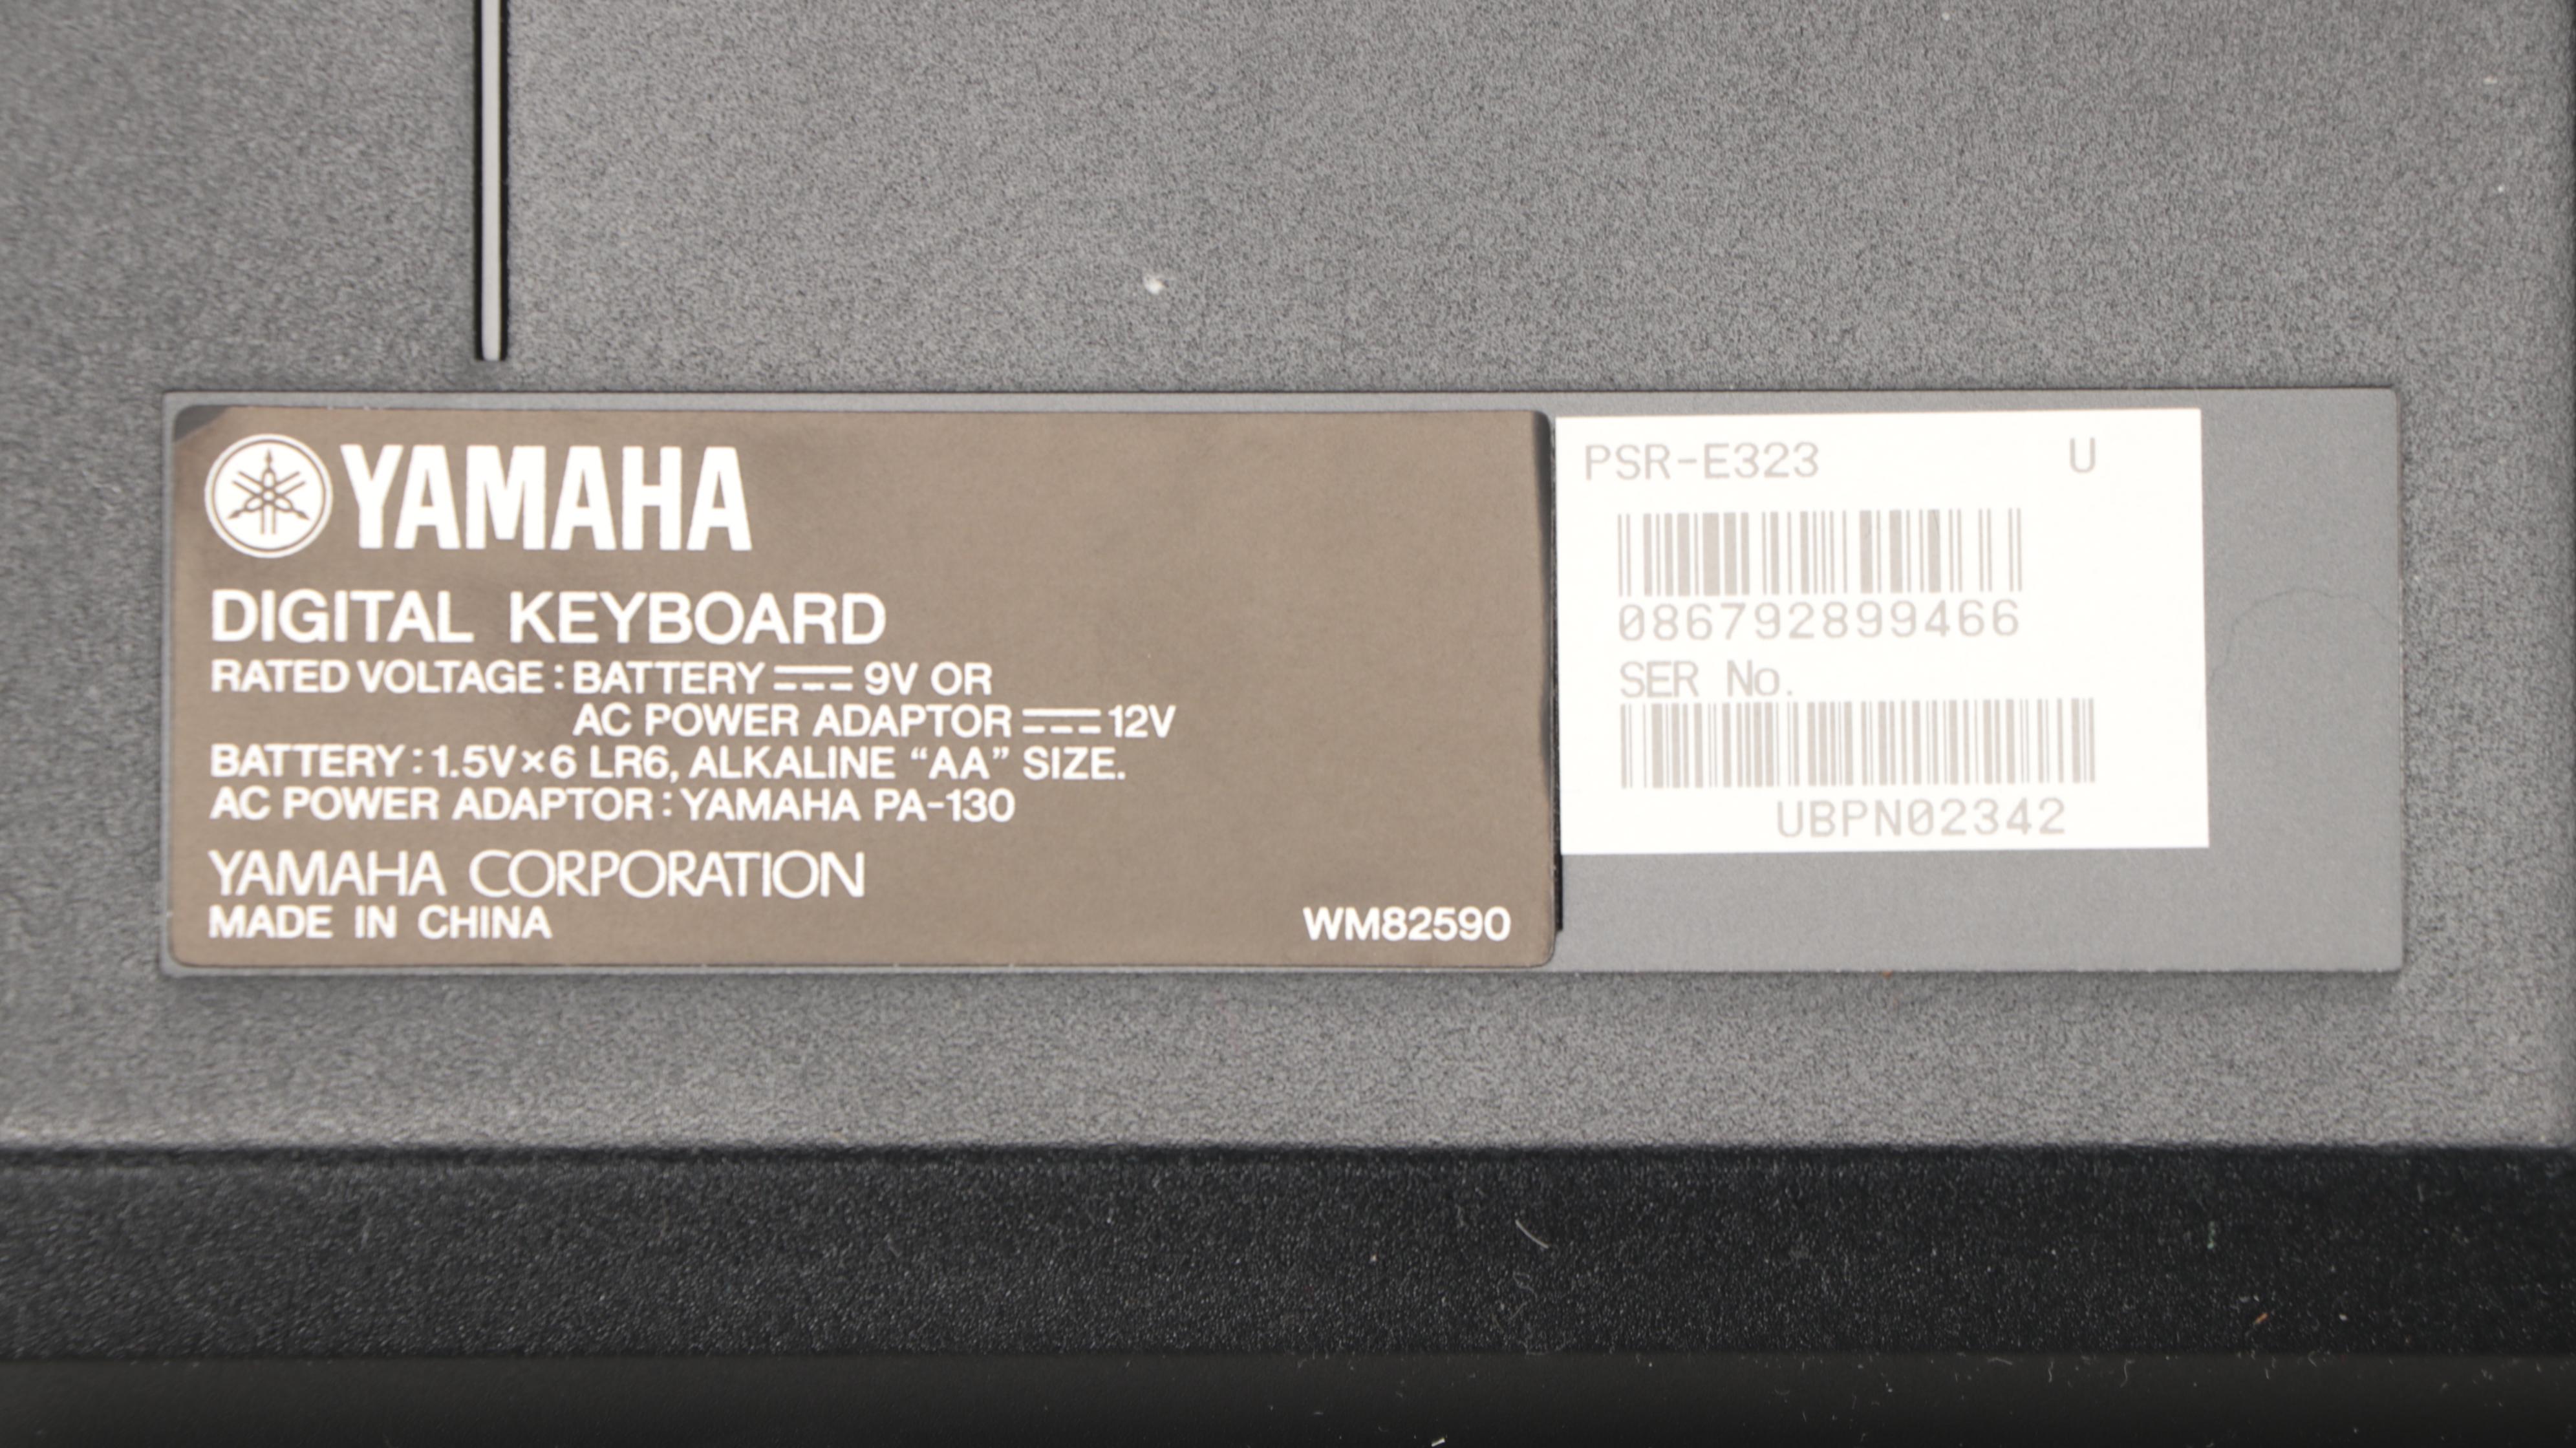 YAMAHA
DIGITAL KEYBOARD
RATED VOLTAGE : BATTERY ⎓ 9V OR
AC POWER ADAPTOR ⎓ 12V
BATTERY : 1.5V×6 LR6, ALKALINE “AA” SIZE.
AC POWER ADAPTOR : YAMAHA PA-130
YAMAHA CORPORATION
MADE IN CHINA
WM82590
PSR-E323 U
086792899466
SER No.
UBPN02342